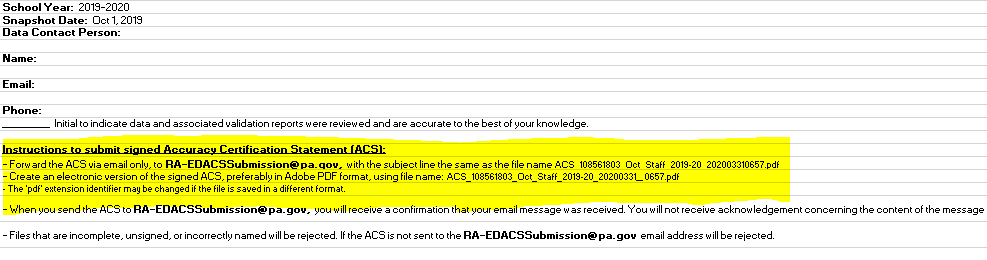 School Year: 2019-2020
Snapshot Date: Oct 1, 2019
Data Contact Person:
Name:
Email:
Phone:
________ Initial to indicate data and associated validation reports were reviewed and are accurate to the best of your knowledge.
Instructions to submit signed Accuracy Certification Statement (ACS):
- Forward the ACS via email only, to RA-EDACSSubmission@pa.gov, with the subject line the same as the file name ACS_108561803_Oct_Staff_2019-20_202003310657.pdf
- Create an electronic version of the signed ACS, preferably in Adobe PDF format, using file name: ACS_108561803_Oct_Staff_2019-20_20200331_0657.pdf
- The 'pdf' extension identifier may be changed if the file is saved in a different format.
- When you send the ACS to RA-EDACSSubmission@pa.gov, you will receive a confirmation that your email message was received. You will not receive acknowledgement concerning the content of the message
- Files that are incomplete, unsigned, or incorrectly named will be rejected. If the ACS is not sent to the RA-EDACSSubmission@pa.gov email address will be rejected.